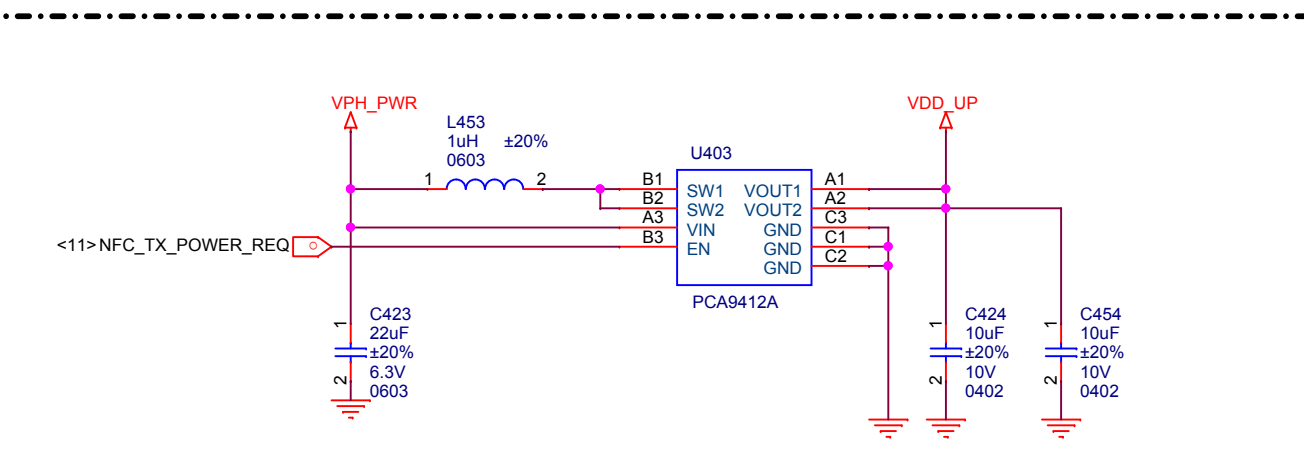 VPH_PWR
VDD_UP
L453
1uH ±20%
0603
U403
1 2
B1 SW1 VOUT1 A1
B2 SW2 VOUT2 A2
A3 VIN GND C3
<11> NFC_TX_POWER_REQ B3 EN GND C1
GND C2
PCA9412A
1 C423
22uF
±20%
2 6.3V
0603
1 C424
10uF
±20%
2 10V
0402
1 C454
10uF
±20%
2 10V
0402